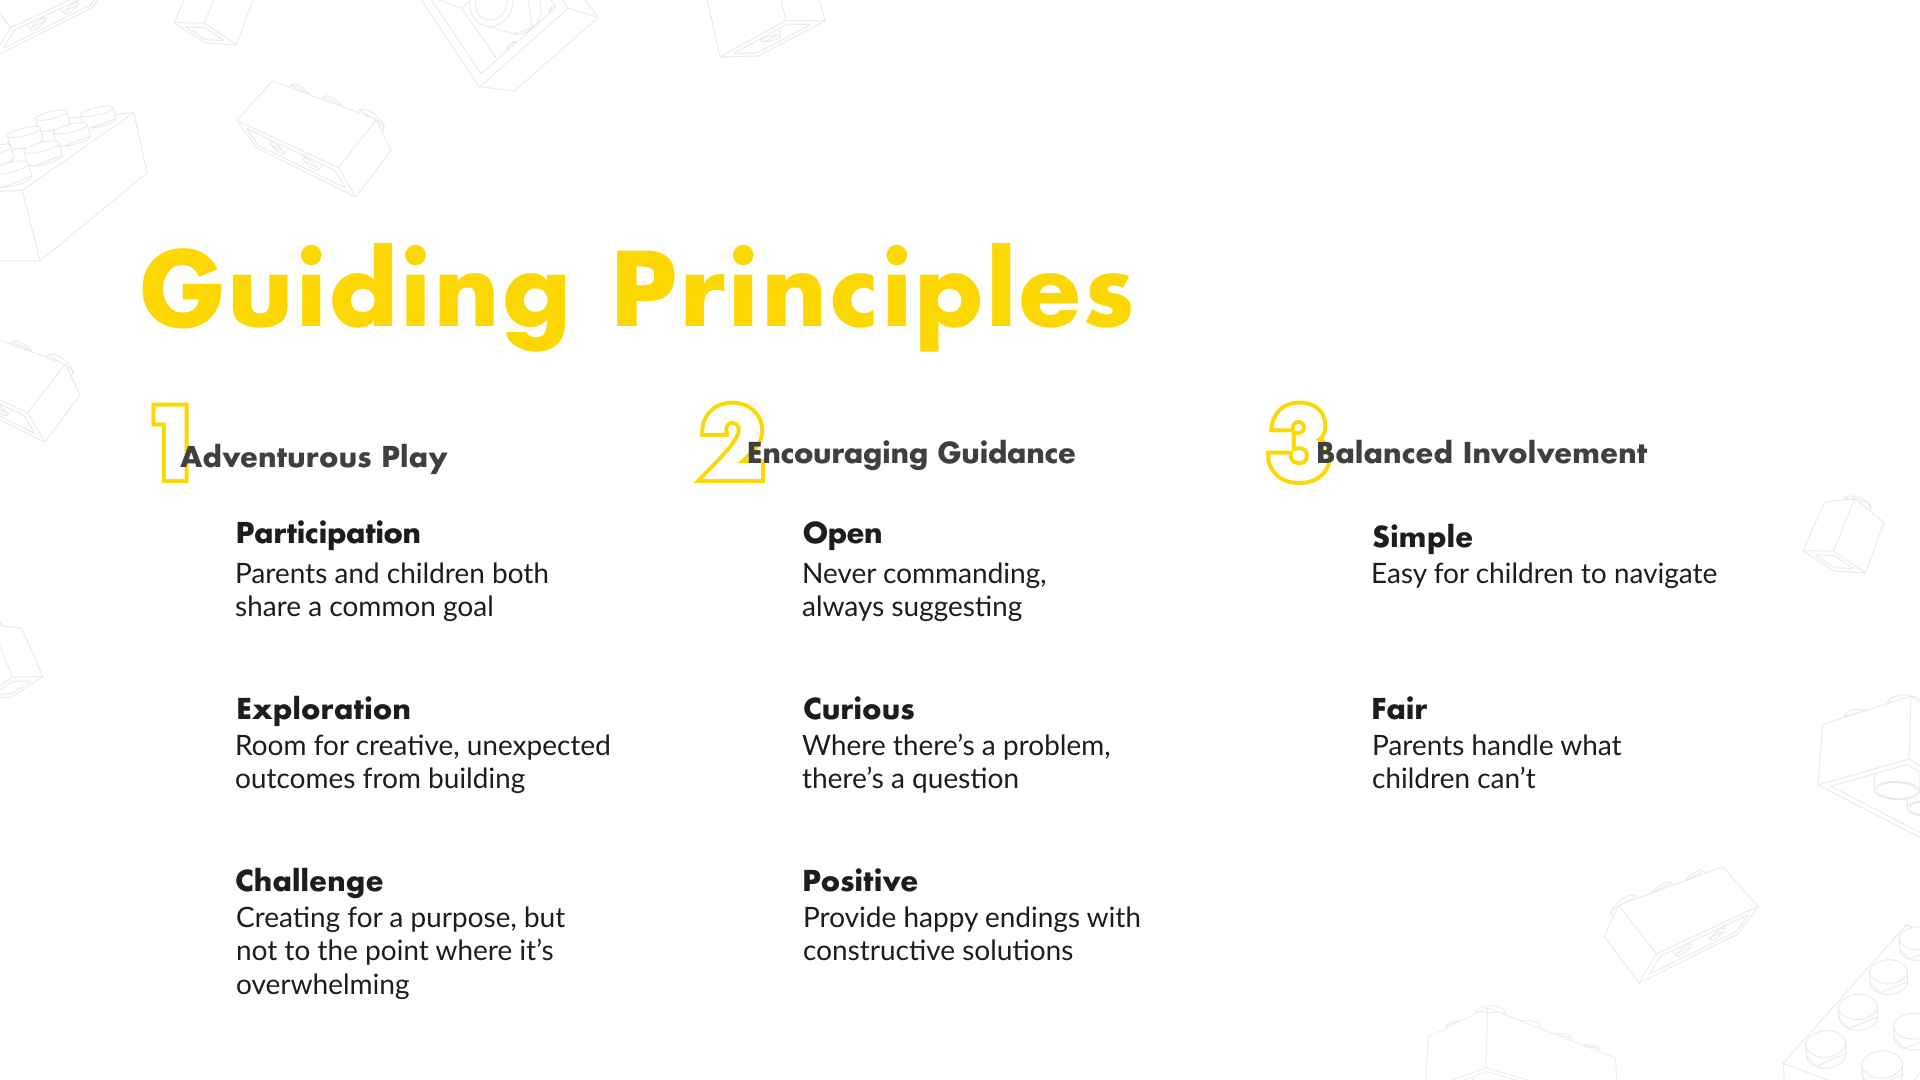 Guiding Principles
1
Adventurous Play
Participation
Parents and children both
share a common goal
Exploration
Room for creative, unexpected
outcomes from building
Challenge
Creating for a purpose, but
not to the point where it’s
overwhelming
2
Encouraging Guidance
Open
Never commanding,
always suggesting
Curious
Where there’s a problem,
there’s a question
Positive
Provide happy endings with
constructive solutions
3
Balanced Involvement
Simple
Easy for children to navigate
Fair
Parents handle what
children can’t